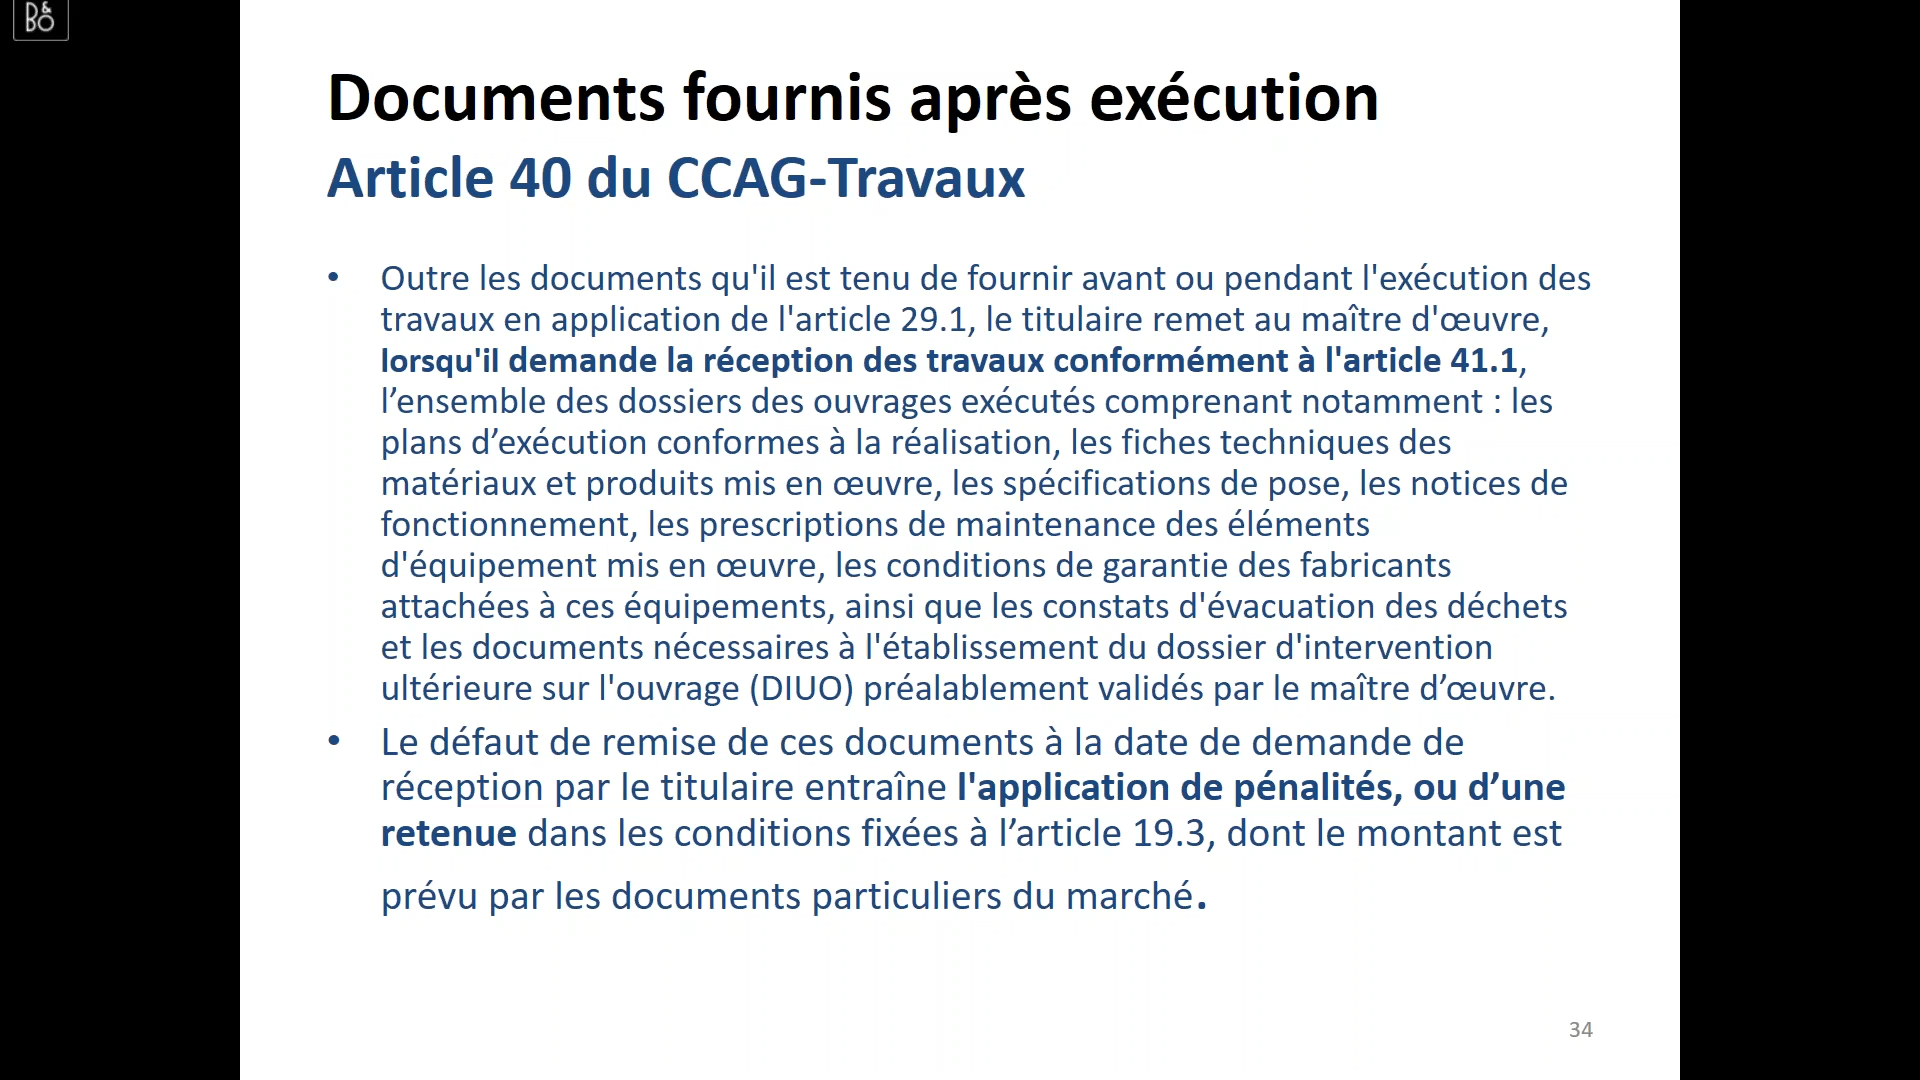 B&O
Documents fournis après exécution
Article 40 du CCAG-Travaux
• Outre les documents qu'il est tenu de fournir avant ou pendant l'exécution des
travaux en application de l'article 29.1, le titulaire remet au maître d'œuvre,
lorsqu'il demande la réception des travaux conformément à l'article 41.1,
l’ensemble des dossiers des ouvrages exécutés comprenant notamment : les
plans d’exécution conformes à la réalisation, les fiches techniques des
matériaux et produits mis en œuvre, les spécifications de pose, les notices de
fonctionnement, les prescriptions de maintenance des éléments
d'équipement mis en œuvre, les conditions de garantie des fabricants
attachées à ces équipements, ainsi que les constats d'évacuation des déchets
et les documents nécessaires à l'établissement du dossier d'intervention
ultérieure sur l'ouvrage (DIUO) préalablement validés par le maître d’œuvre.
• Le défaut de remise de ces documents à la date de demande de
réception par le titulaire entraîne l'application de pénalités, ou d’une
retenue dans les conditions fixées à l’article 19.3, dont le montant est
prévu par les documents particuliers du marché.
34